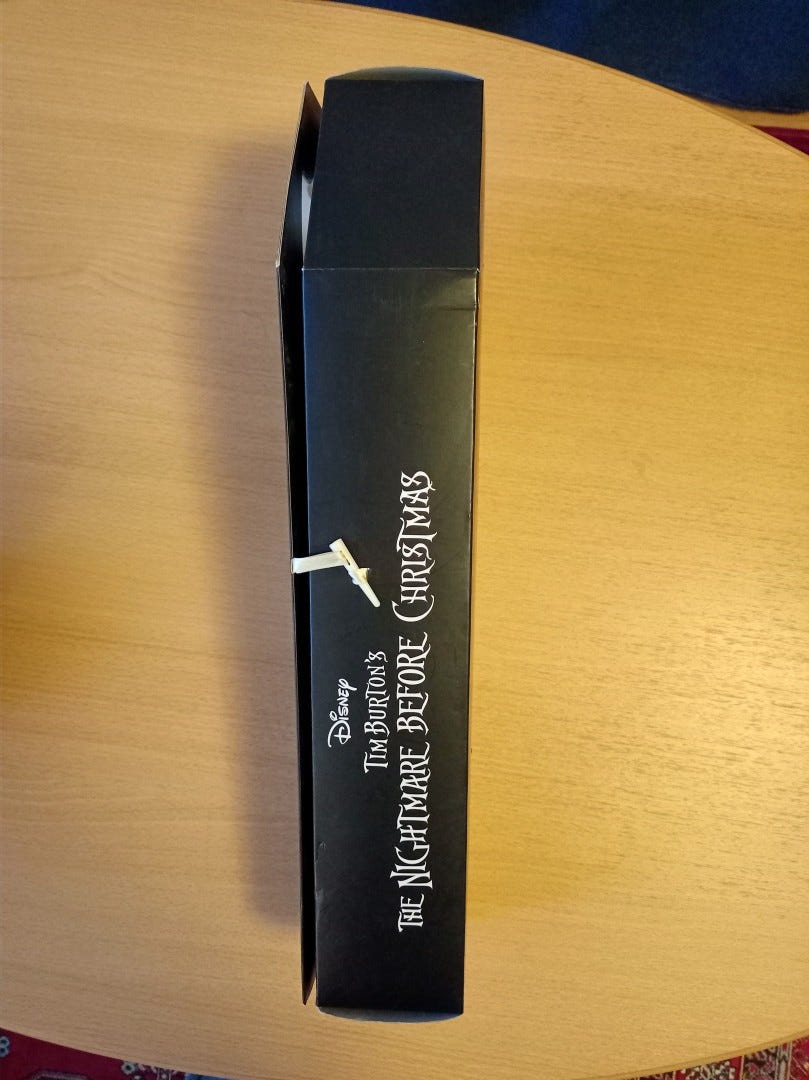 Disney
Tim Burton's
The Nightmare Before Christmas